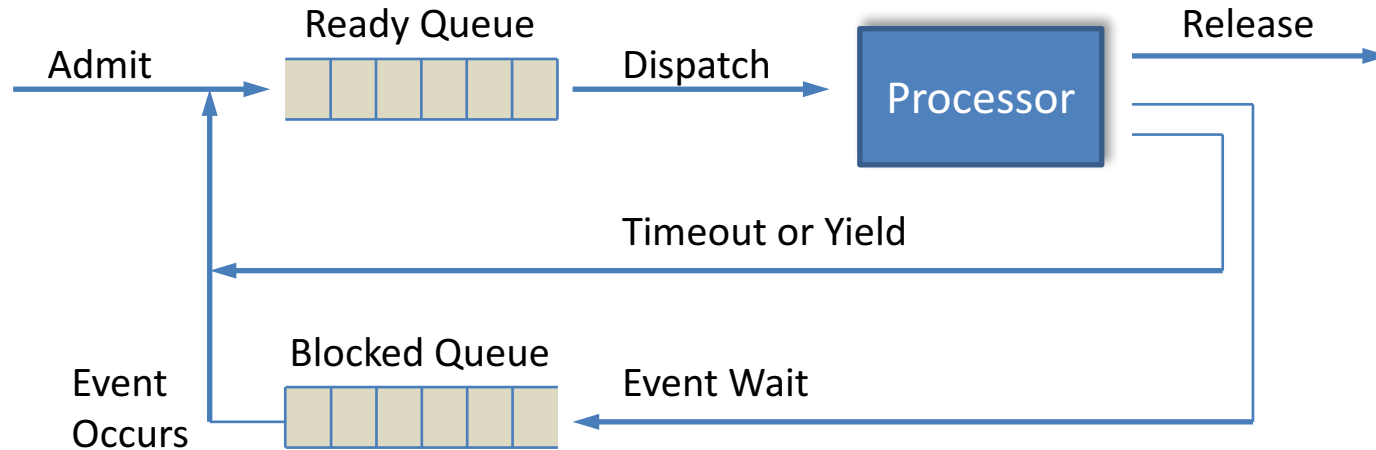 Ready Queue
Release
Admit
Dispatch
Processor
Timeout or Yield
Blocked Queue
Event
Occurs
Event Wait